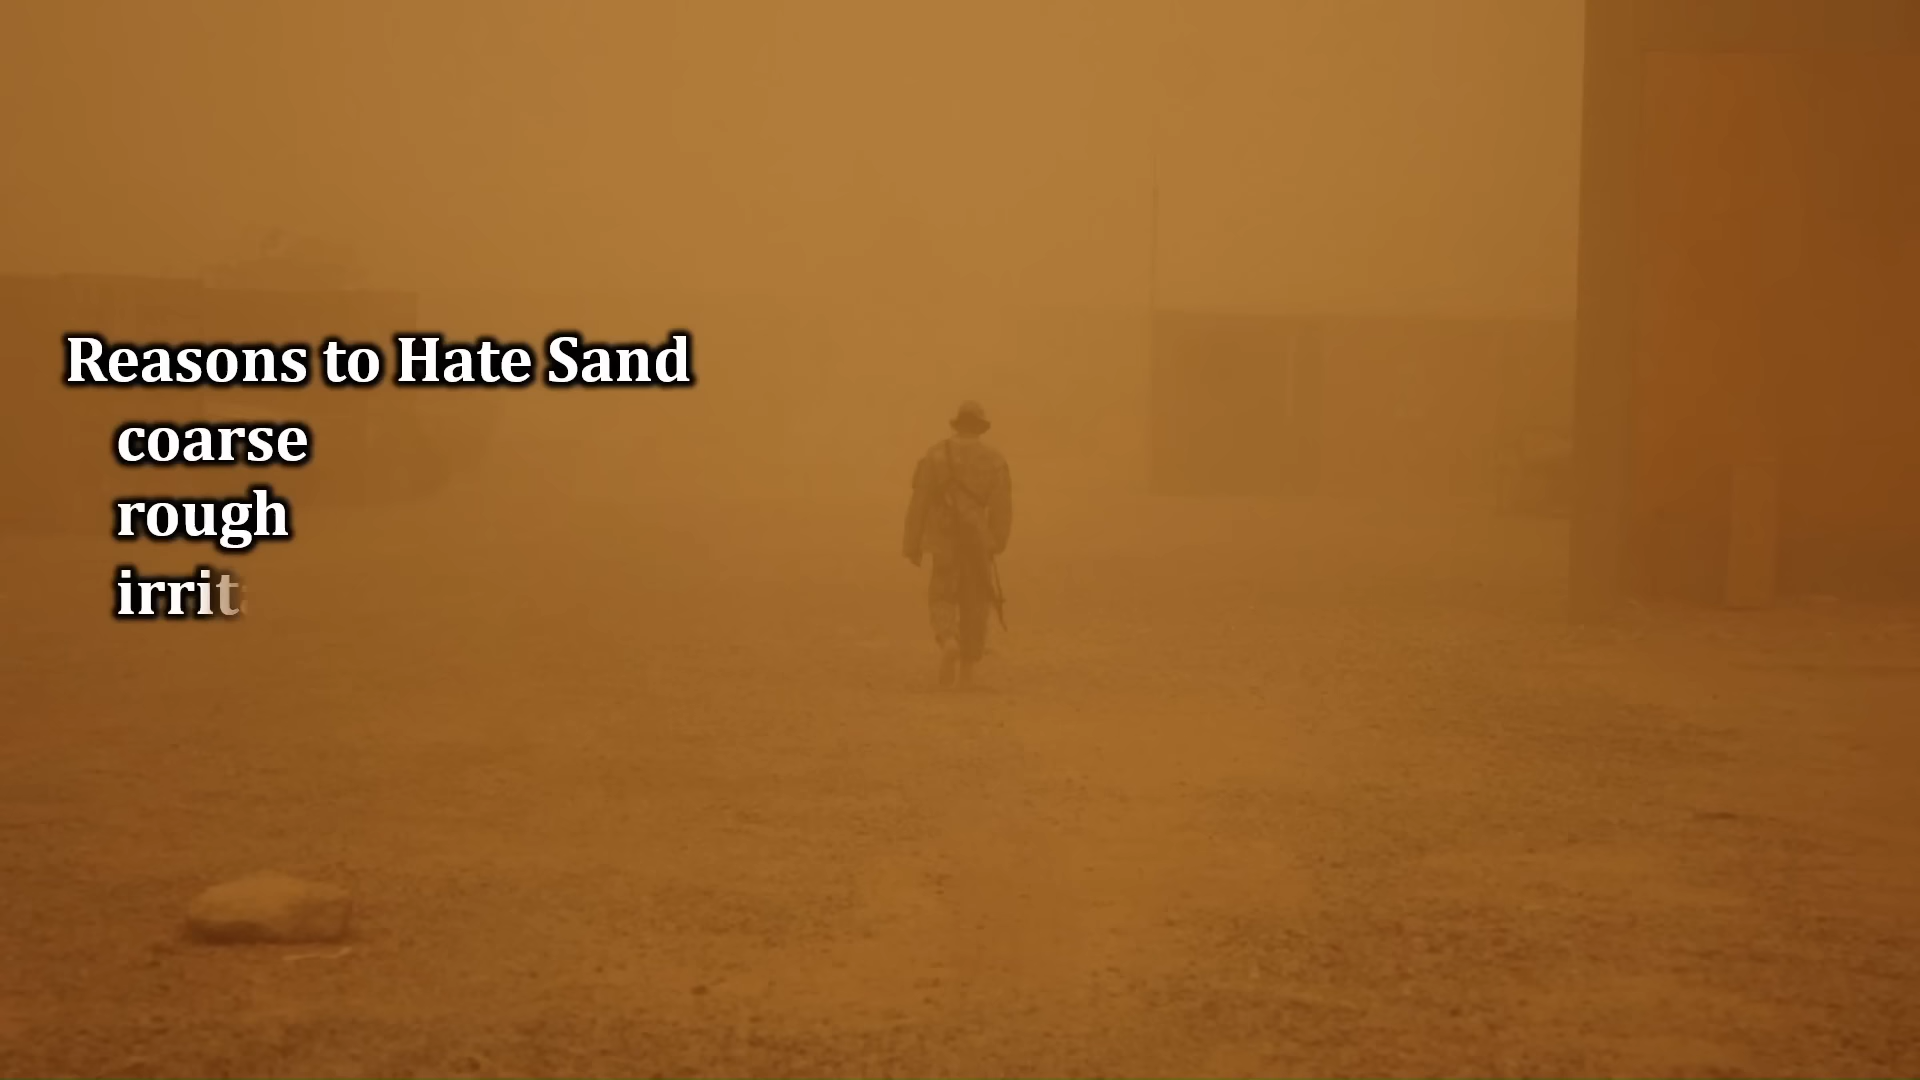 Reasons to Hate Sand
coarse
rough
irrit